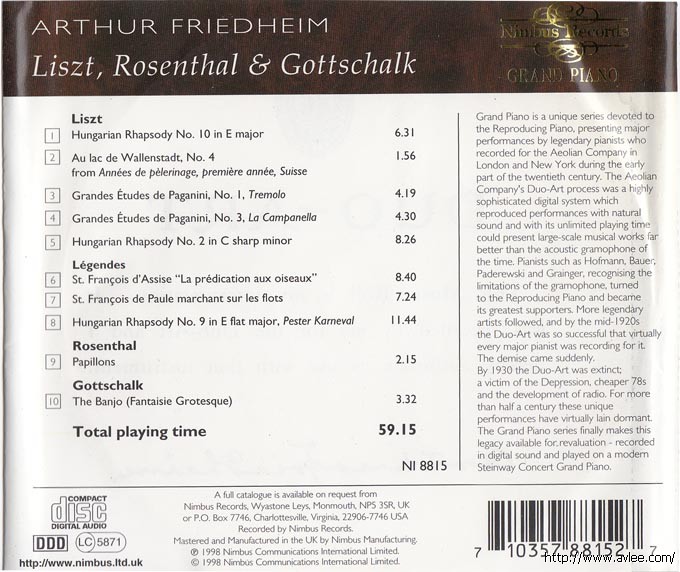 ARTHUR FRIEDHEIM
Liszt, Rosenthal & Gottschalk
Nimbus Records
GRAND PIANO
Liszt
1 Hungarian Rhapsody No. 10 in E major 6.31
2 Au lac de Wallenstadt, No. 4 1.56
from Années de pèlerinage, première année, Suisse
3 Grandes Études de Paganini, No. 1, Tremolo 4.19
4 Grandes Études de Paganini, No. 3, La Campanella 4.30
5 Hungarian Rhapsody No. 2 in C sharp minor 8.26
Légendes
6 St. François d'Assise "La prédication aux oiseaux" 8.40
7 St. François de Paule marchant sur les flots 7.24
8 Hungarian Rhapsody No. 9 in E flat major, Pester Karneval 11.44
Rosenthal
9 Papillons 2.15
Gottschalk
10 The Banjo (Fantaisie Grotesque) 3.32
Total playing time 59.15
NI 8815
Grand Piano is a unique series devoted to
the Reproducing Piano, presenting major
performances by legendary pianists who
recorded for the Aeolian Company in
London and New York during the early
part of the twentieth century. The Aeolian
Company's Duo-Art process was a highly
sophisticated digital system which
reproduced performances with natural
sound and with its unlimited playing time
could present large-scale musical works far
better than the acoustic gramophone of
the time. Pianists such as Hofmann, Bauer,
Paderewski and Grainger, recognising the
limitations of the gramophone, turned
to the Reproducing Piano and became
its greatest supporters. More legendary
artists followed, and by the mid-1920s
the Duo-Art was so successful that virtually
every major pianist was recording for it.
The demise came suddenly.
By 1930 the Duo-Art was extinct;
a victim of the Depression, cheaper 78s
and the development of radio. For more
than half a century these unique
performances have virtually lain dormant.
The Grand Piano series finally makes this
legacy available for revaluation - recorded
in digital sound and played on a modern
Steinway Concert Grand Piano.
COMPACT
disc
DIGITAL AUDIO
DDD LC 5871
http://www.nimbus.ltd.uk
A full catalogue is available on request from
Nimbus Records, Wyastone Leys, Monmouth, NP5 3SR, UK
or P.O. Box 7746, Charlottesville, Virginia, 22906-7746 USA
Recorded by Nimbus Records.
Mastered and Manufactured in the UK by Nimbus Manufacturing.
℗ 1998 Nimbus Communications International Limited.
© 1998 Nimbus Communications International Limited.
7 10357 88152 7
http://www.avlee.com/